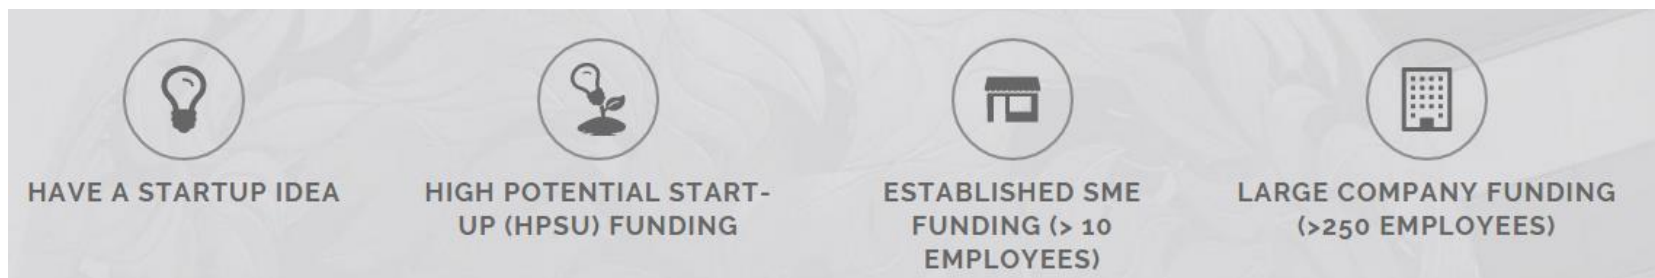 HAVE A STARTUP IDEA
HIGH POTENTIAL START-
UP (HPSU) FUNDING
ESTABLISHED SME
FUNDING (> 10
EMPLOYEES)
LARGE COMPANY FUNDING
(>250 EMPLOYEES)